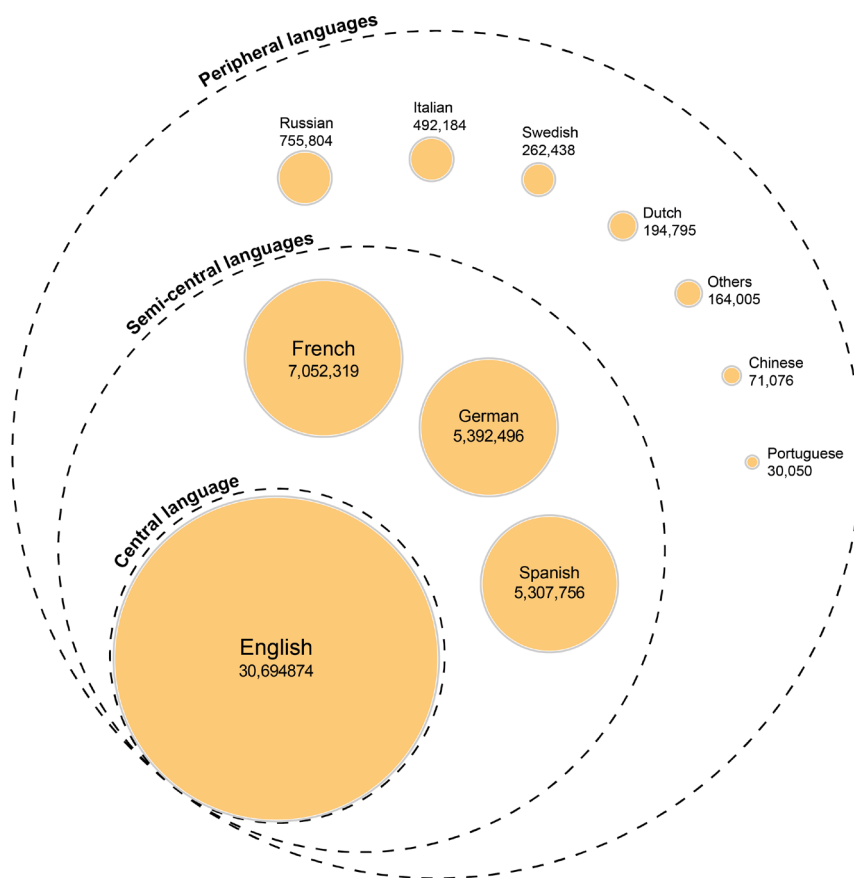 Peripheral languages
Russian
755,804
Italian
492,184
Swedish
262,438
Dutch
194,795
Others
164,005
Chinese
71,076
Portuguese
30,050
Semi-central languages
French
7,052,319
German
5,392,496
Spanish
5,307,756
Central language
English
30,694874